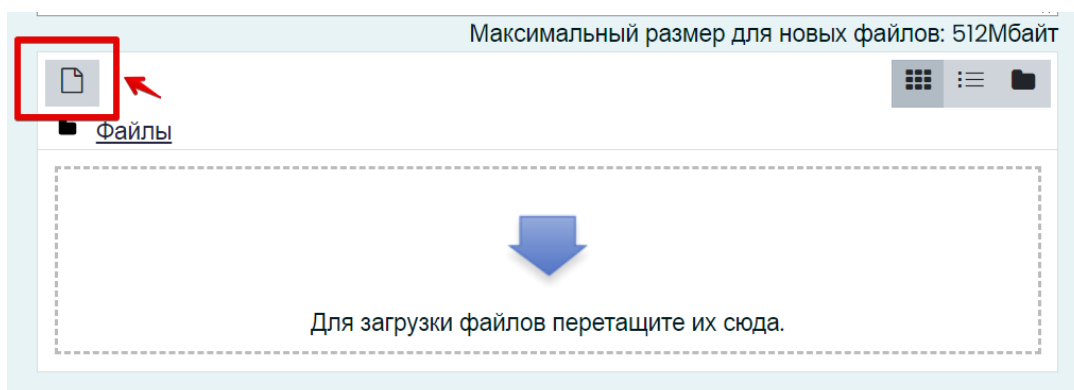 Максимальный размер для новых файлов: 512Мбайт
Файлы
Для загрузки файлов перетащите их сюда.